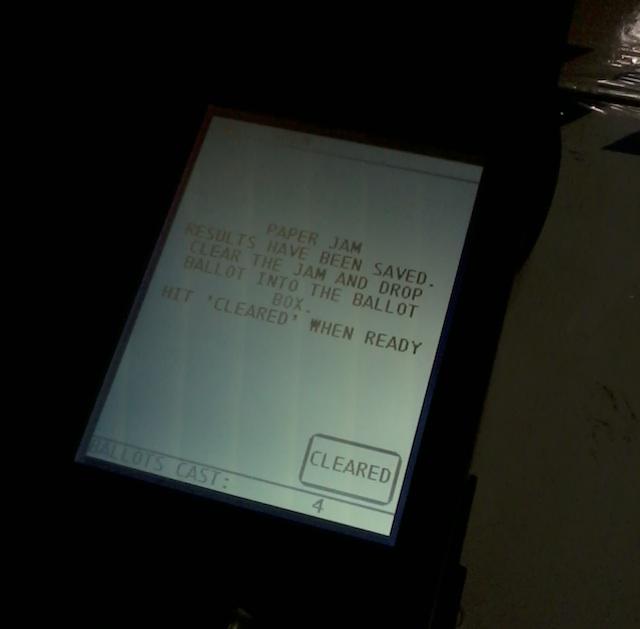 PAPER JAM
RESULTS HAVE BEEN SAVED.
CLEAR THE JAM AND DROP
BALLOT INTO THE BALLOT
BOX.
HIT 'CLEARED' WHEN READY
CLEARED
BALLOTS CAST:
4